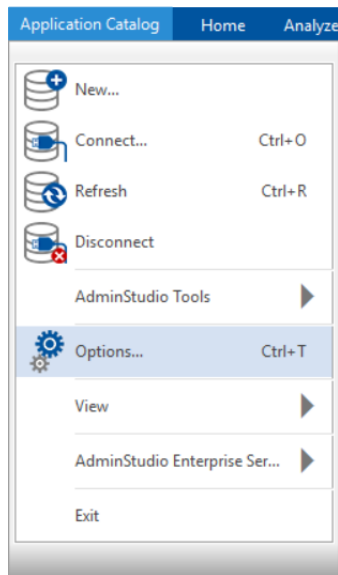 Application Catalog Home Analyze
New...
Connect... Ctrl+O
Refresh Ctrl+R
Disconnect
AdminStudio Tools
Options... Ctrl+T
View
AdminStudio Enterprise Ser...
Exit